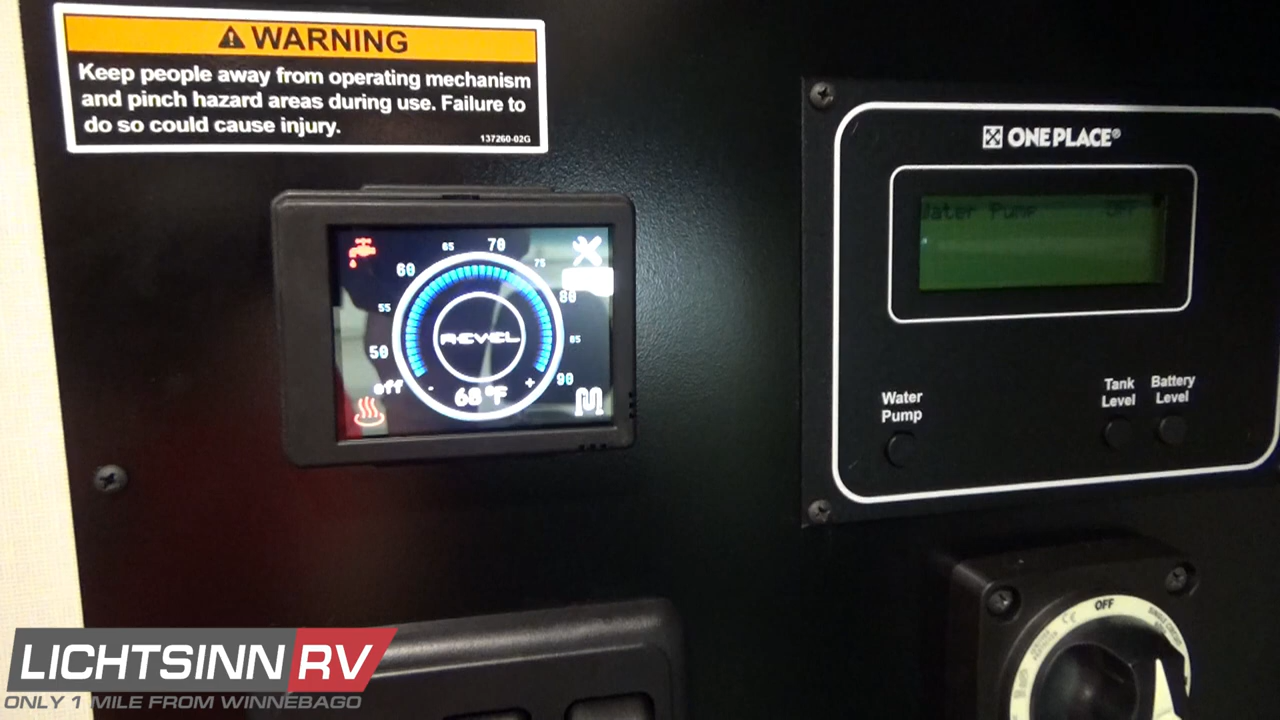 WARNING
Keep people away from operating mechanism
and pinch hazard areas during use. Failure to
do so could cause injury.
137260-02G
ONE PLACE®
Water Pump OFF
65 70
60 75
55 80
50 85
90
REVEL
off - 68°F +
Water
Pump
Tank
Level
Battery
Level
OFF
LICHTSINN RV
ONLY 1 MILE FROM WINNEBAGO